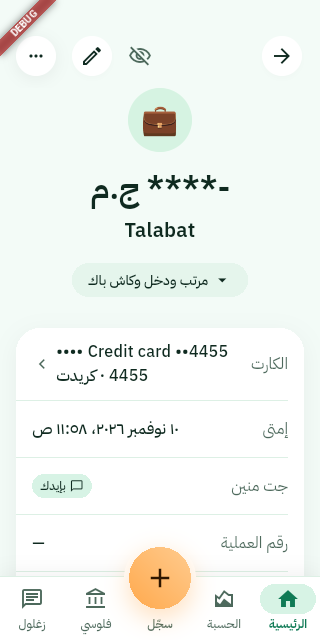 DEBUG
-**** ج.م
Talabat
مرتب ودخل وكاش باك
الكارت
•••• Credit card ••4455
كريدت · 4455
إمتى
١٠ نوفمبر ٢٠٢٦، ١١:٥٨ ص
جت منين
بإيدك
رقم العملية
—
الرئيسية
الحسبة
سجّل
فلوسي
زغلول